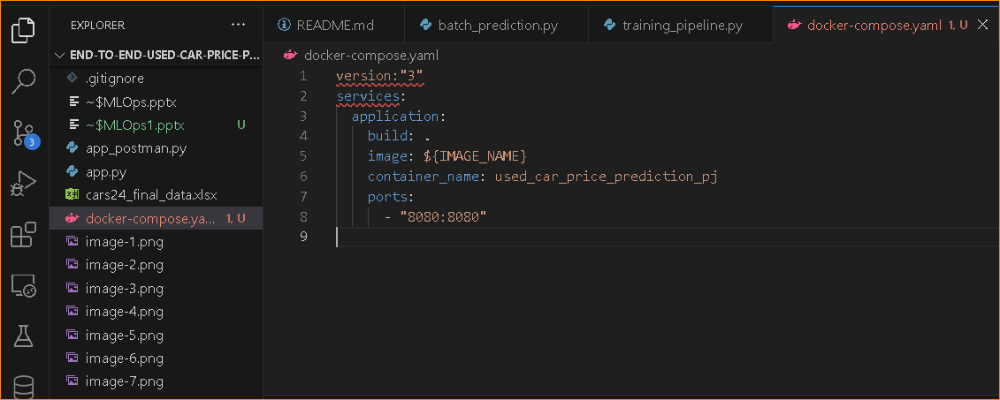 EXPLORER ···
END-TO-END-USED-CAR-PRICE-P...
.gitignore
~$MLOps.pptx
~$MLOps1.pptx U
app_postman.py
app.py
cars24_final_data.xlsx
docker-compose.ya... 1, U
image-1.png
image-2.png
image-3.png
image-4.png
image-5.png
image-6.png
image-7.png
3
README.md batch_prediction.py training_pipeline.py docker-compose.yaml 1, U
docker-compose.yaml
1 version:"3"
2 services:
3 application:
4 build: .
5 image: ${IMAGE_NAME}
6 container_name: used_car_price_prediction_pj
7 ports:
8 - "8080:8080"
9